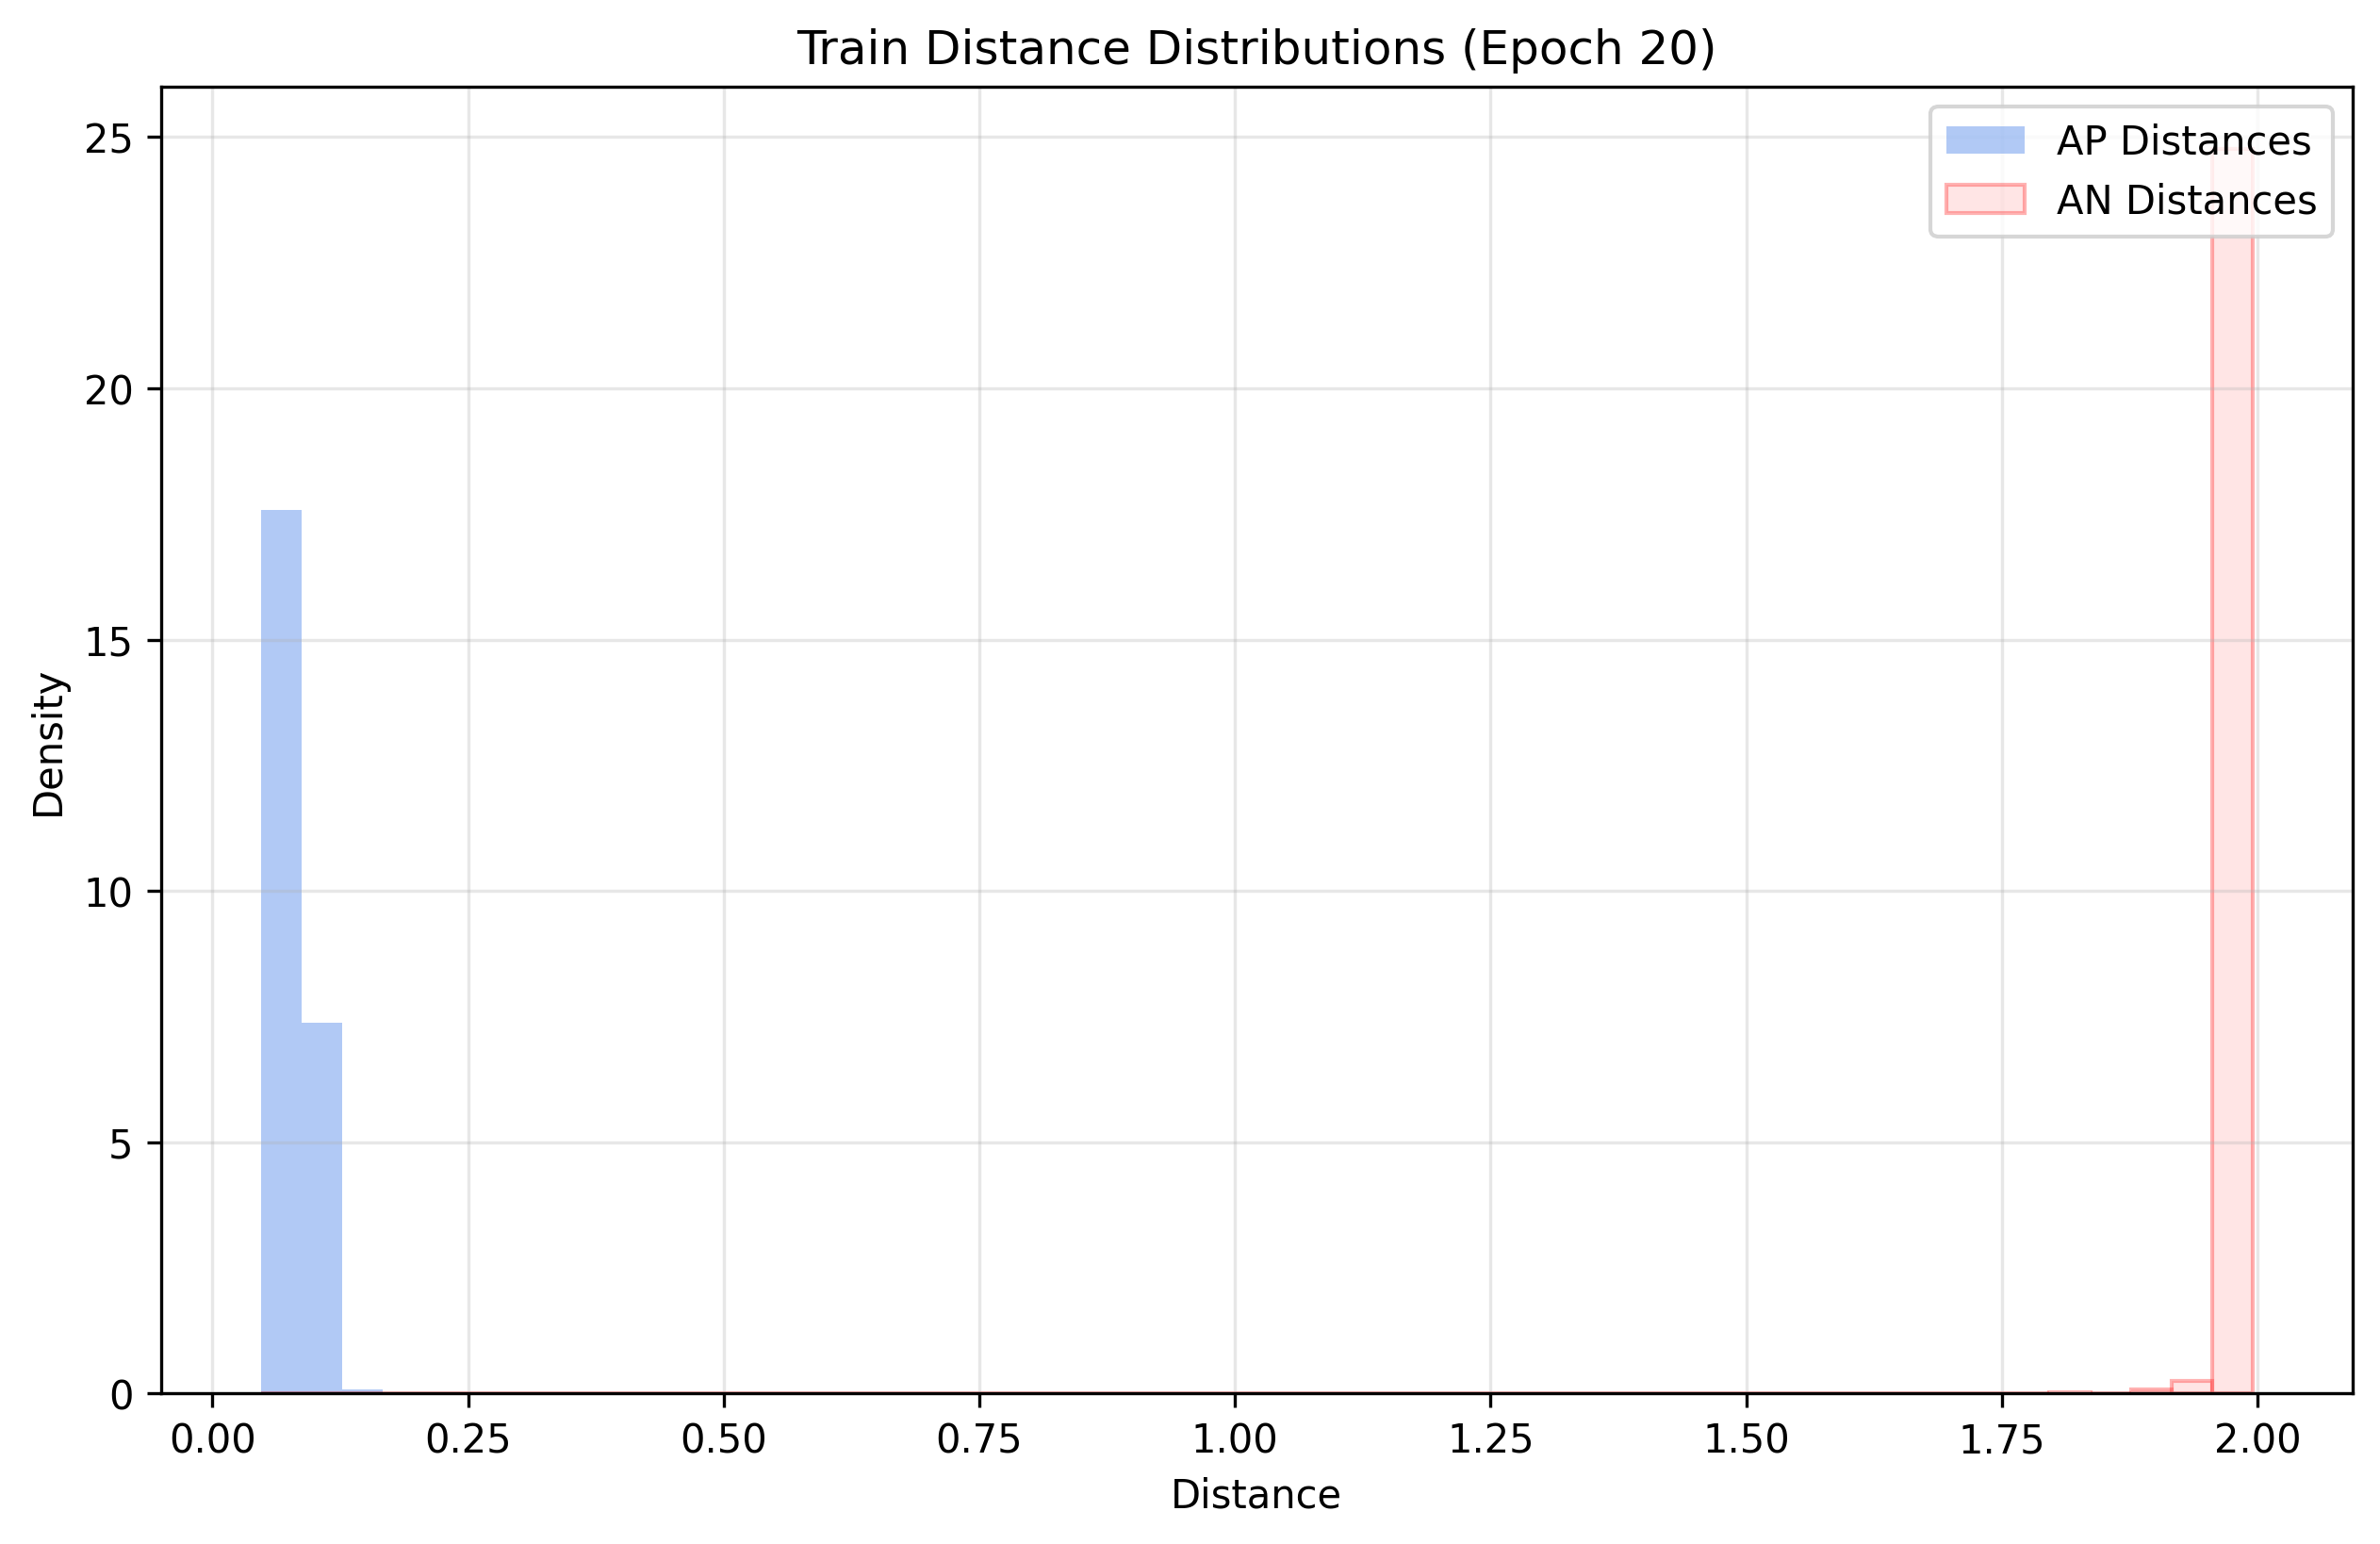 Train Distance Distributions (Epoch 20)
AP Distances
AN Distances
Density
25
20
15
10
5
0
0.00 0.25 0.50 0.75 1.00 1.25 1.50 1.75 2.00
Distance